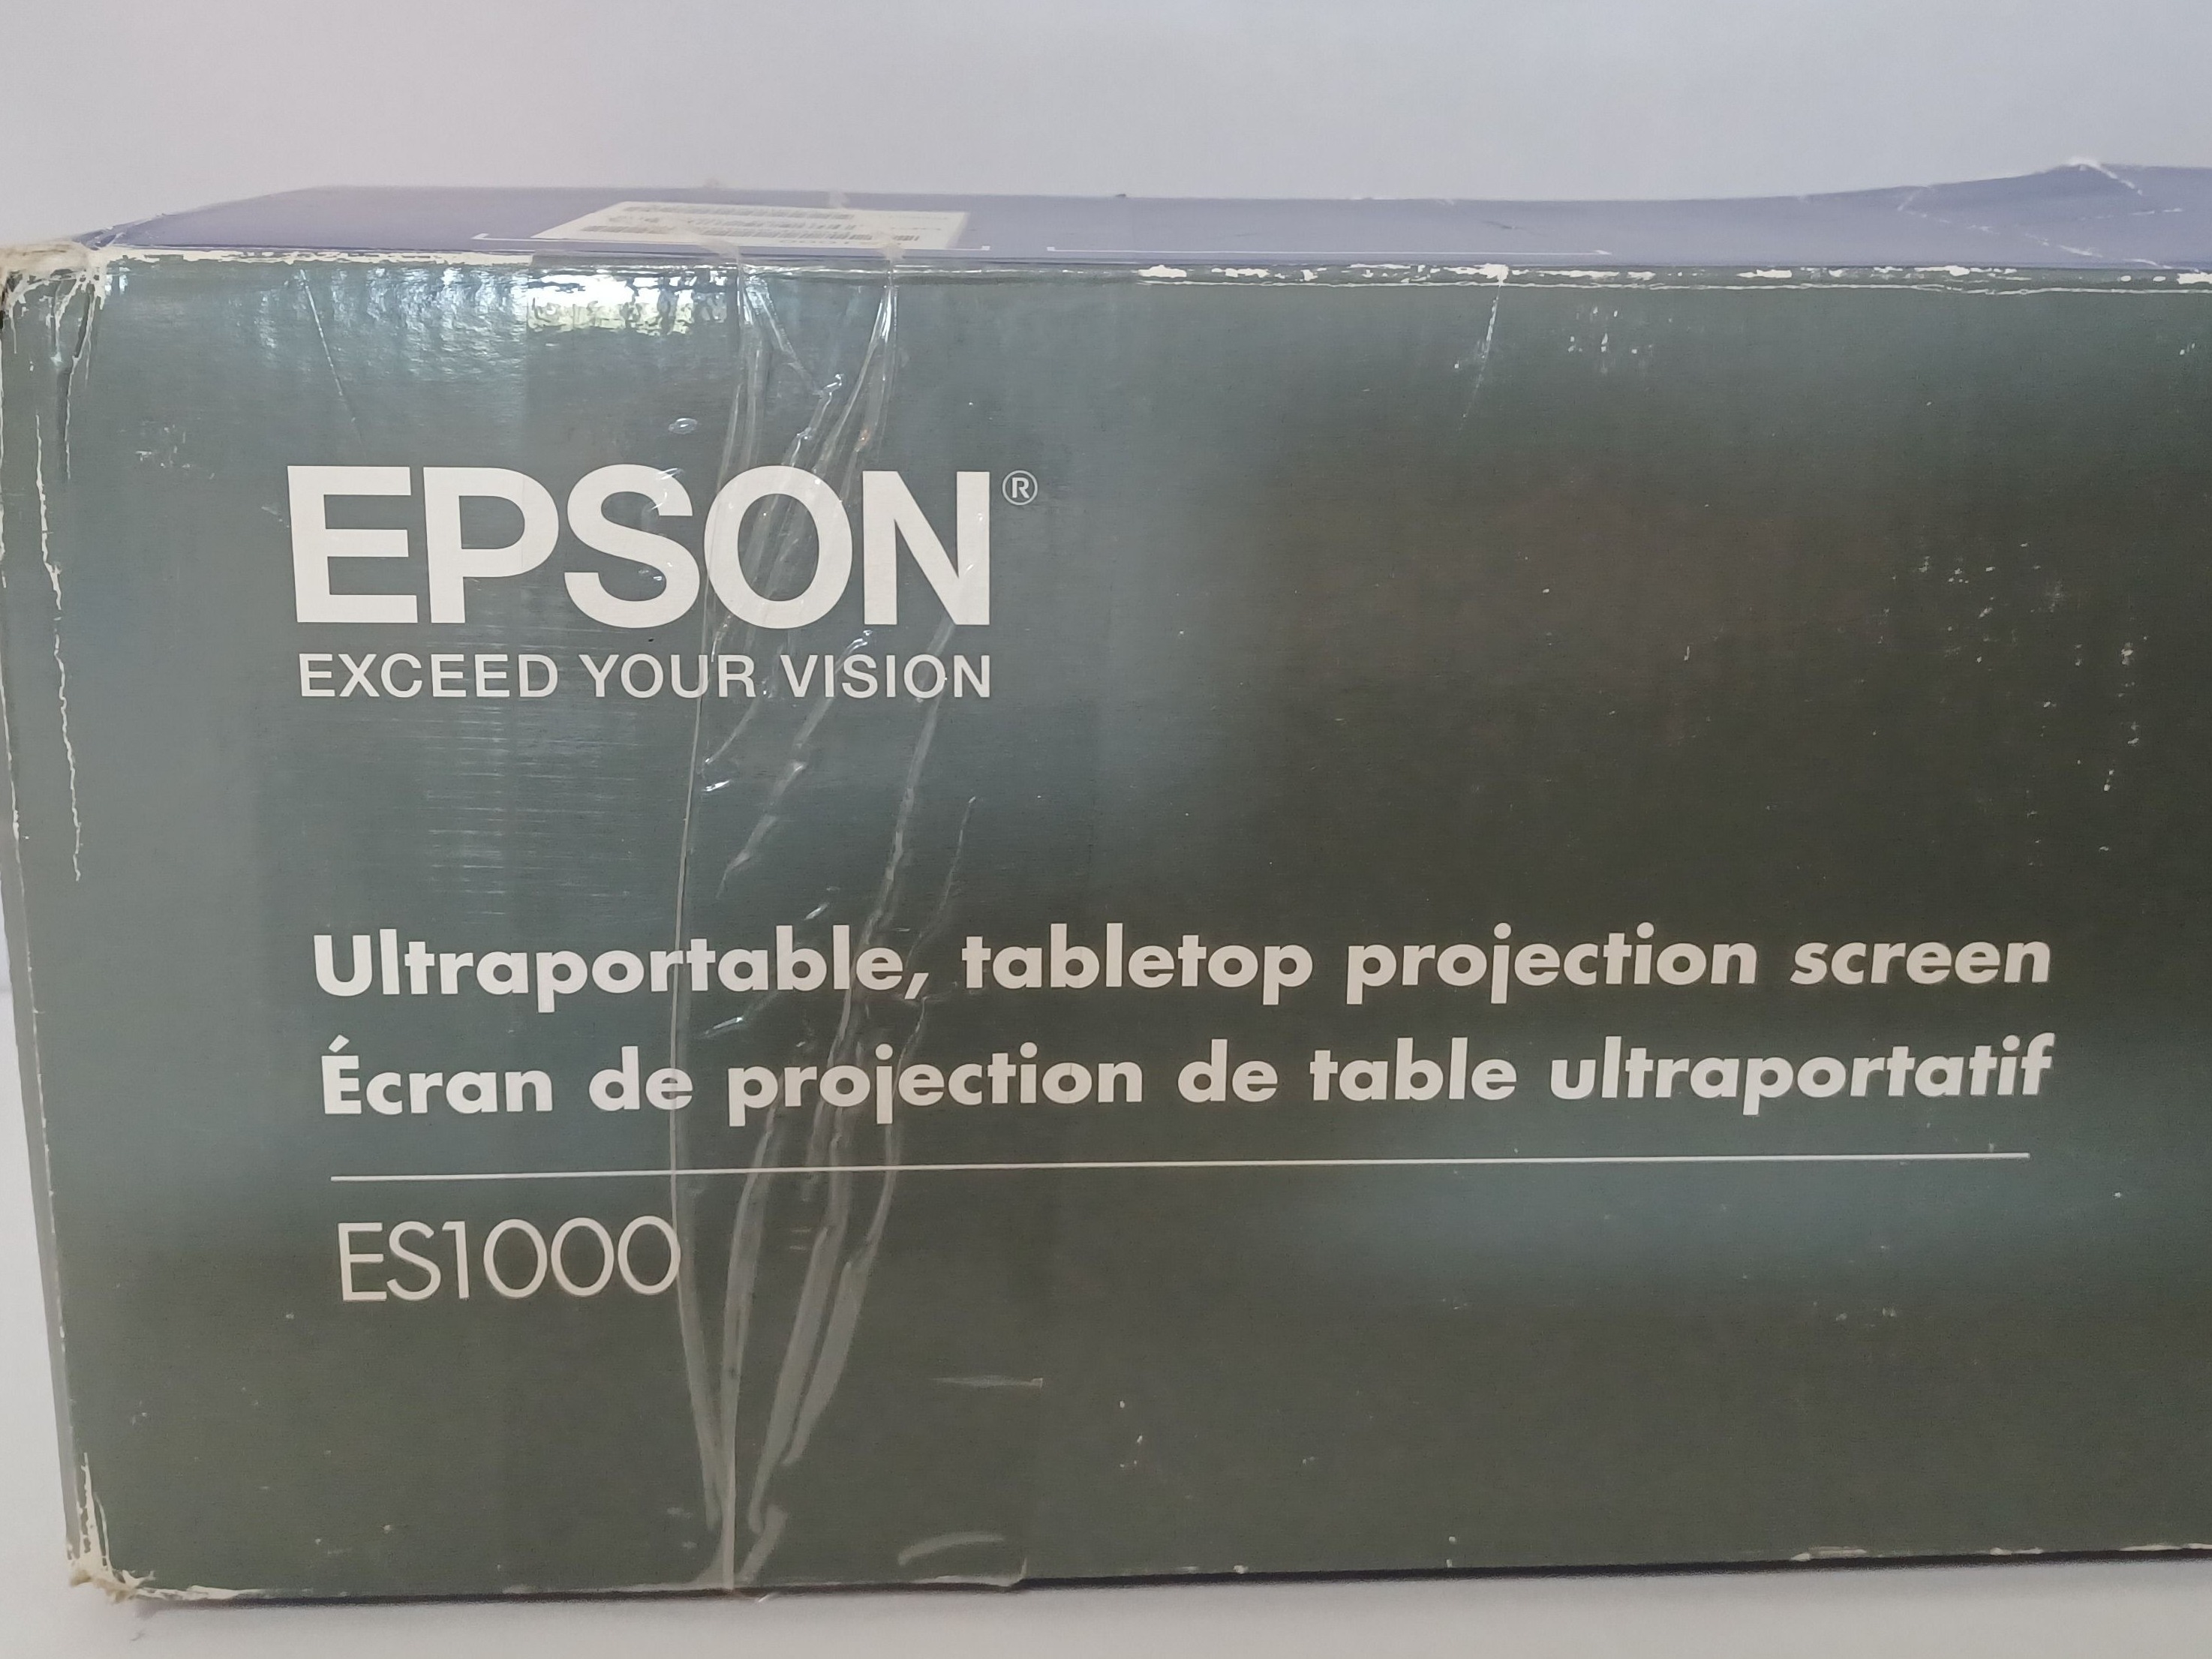 EPSON®
EXCEED YOUR VISION
Ultraportable, tabletop projection screen
Écran de projection de table ultraportatif
ES1000